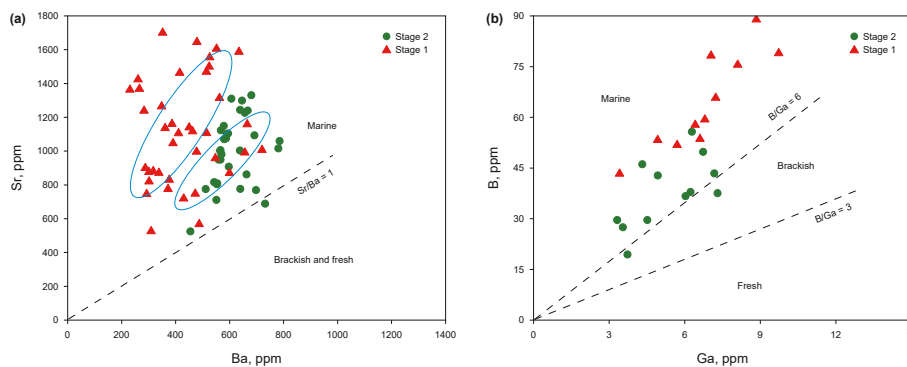 (a)
1800
1600
1400
1200
1000
800
600
400
200
0
Sr, ppm
Stage 2
Stage 1
Marine
Sr/Ba = 1
Brackish and fresh
0 200 400 600 800 1000 1200 1400
Ba, ppm
(b)
90
75
60
45
30
15
0
B, ppm
Stage 2
Stage 1
Marine
B/Ga = 6
Brackish
B/Ga = 3
Fresh
0 3 6 9 12
Ga, ppm